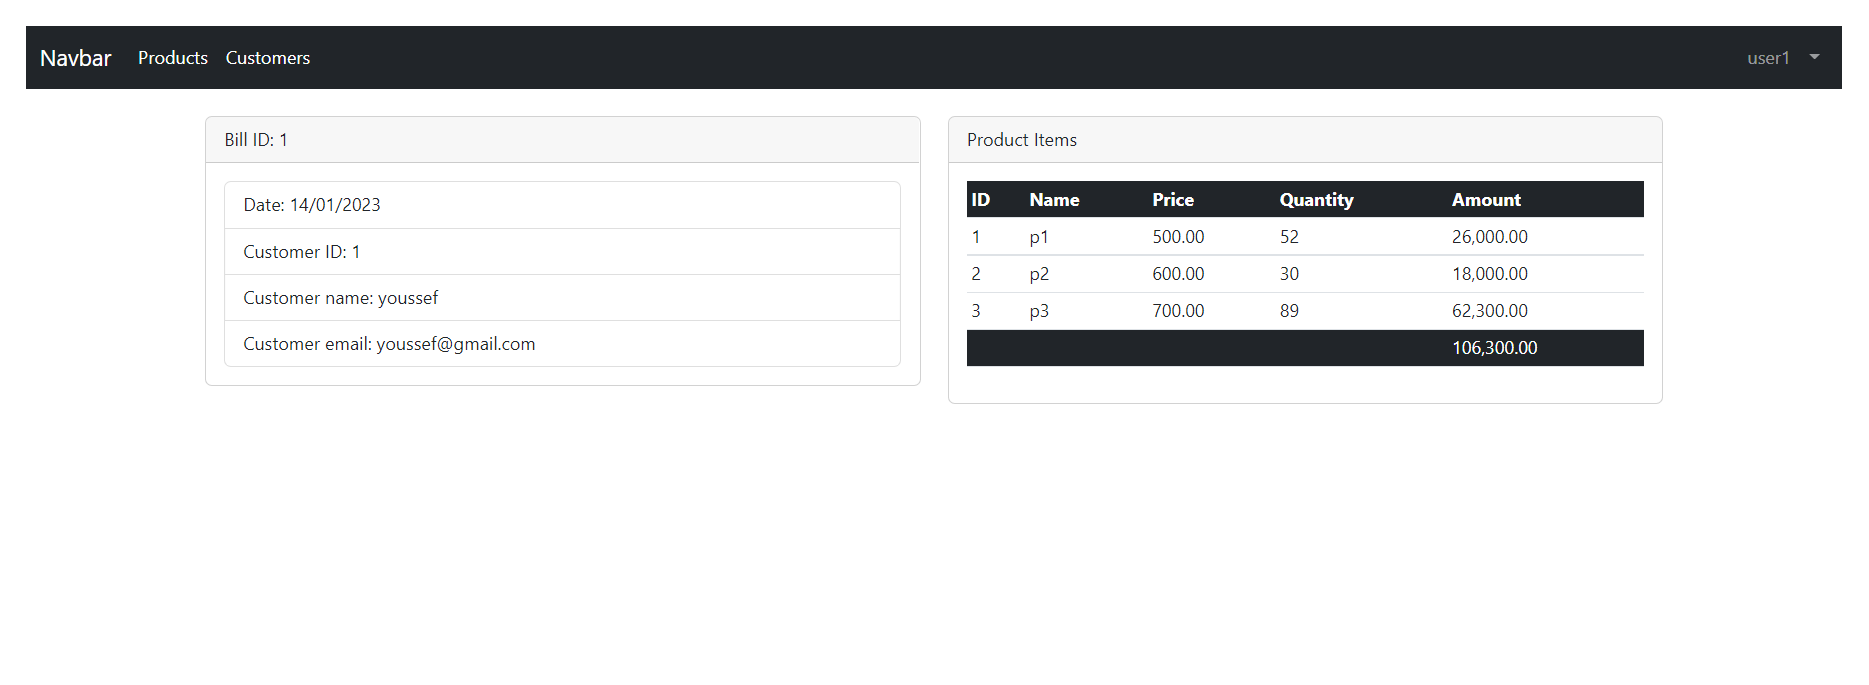 Navbar Products Customers user1
Bill ID: 1
Date: 14/01/2023
Customer ID: 1
Customer name: youssef
Customer email: youssef@gmail.com
Product Items
ID Name Price Quantity Amount
1 p1 500.00 52 26,000.00
2 p2 600.00 30 18,000.00
3 p3 700.00 89 62,300.00
106,300.00